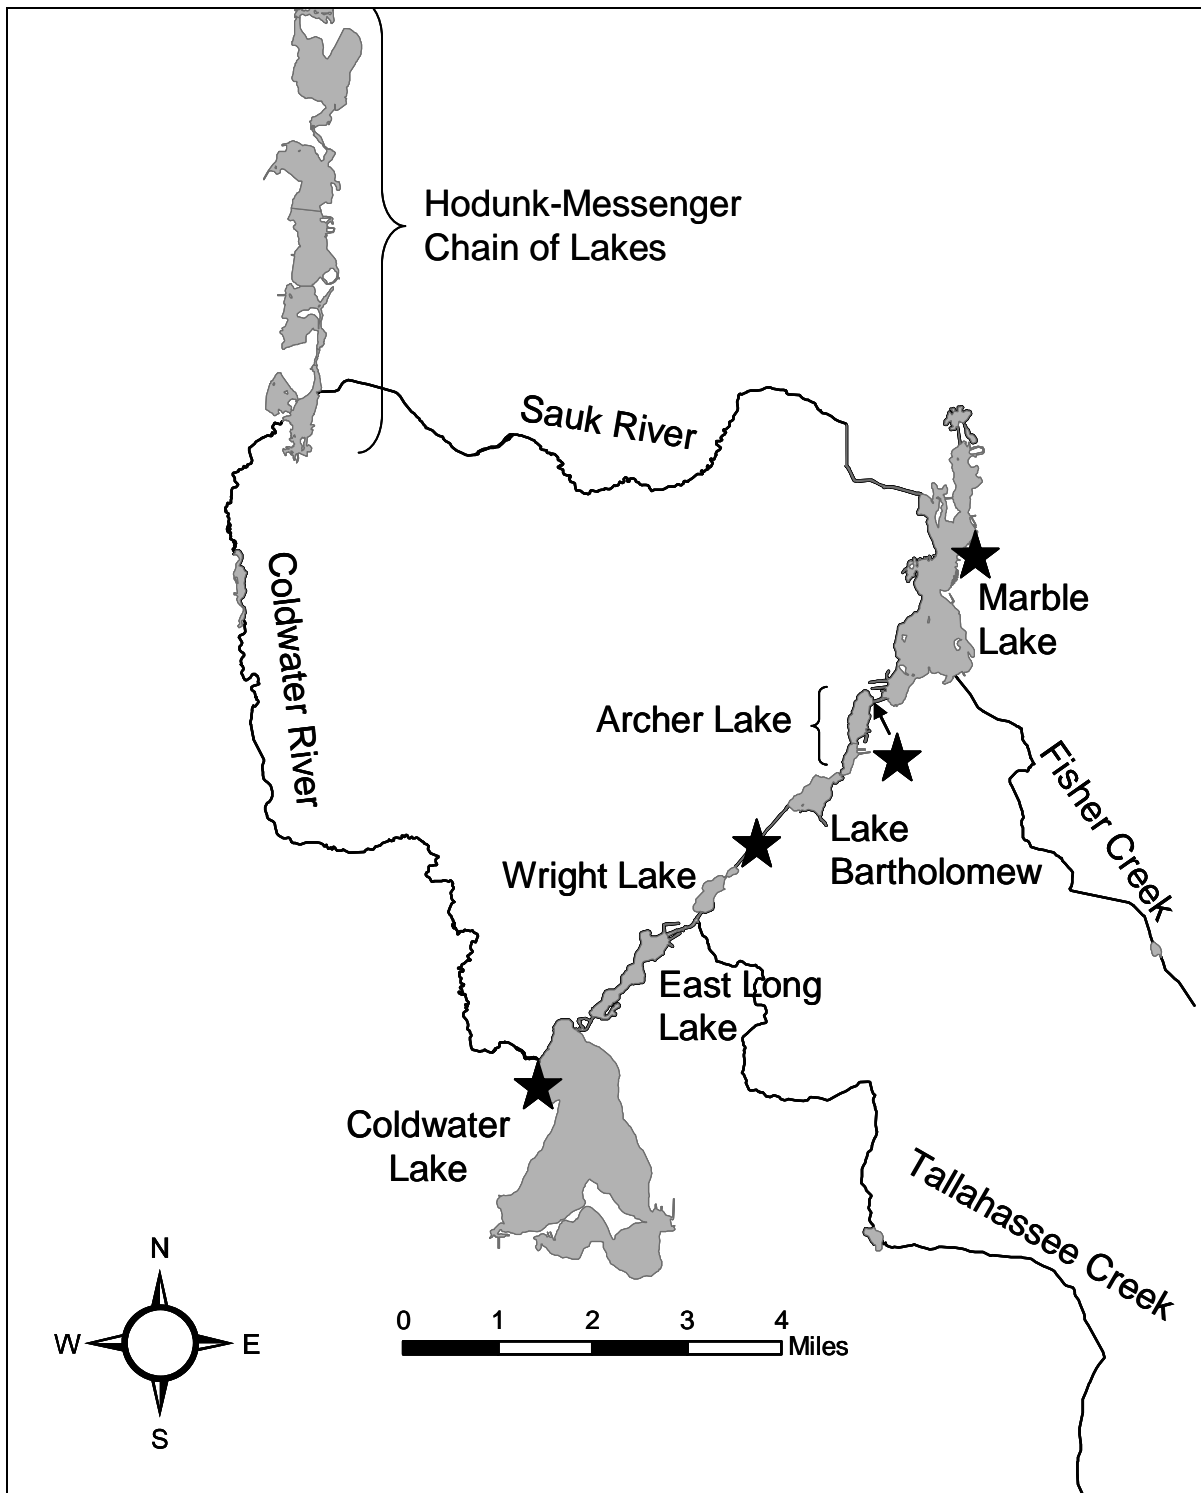 Hodunk-Messenger
Chain of Lakes
Sauk River
Marble
Lake
Coldwater River
Archer Lake
Fisher Creek
Lake
Bartholomew
Wright Lake
East Long
Lake
Coldwater
Lake
Tallahassee Creek
N
W
E
S
0 1 2 3 4
Miles